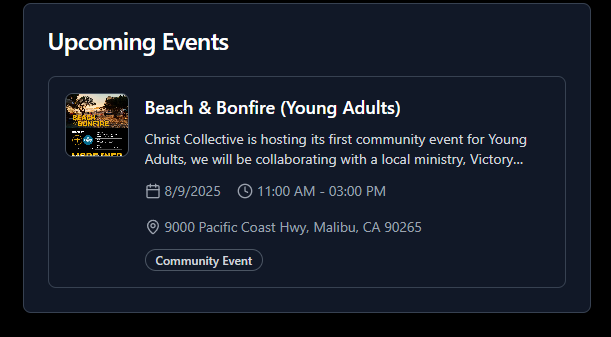 Upcoming Events
BEACH
BONFIRE
Beach & Bonfire (Young Adults)
Christ Collective is hosting its first community event for Young
Adults, we will be collaborating with a local ministry, Victory...
8/9/2025 11:00 AM - 03:00 PM
9000 Pacific Coast Hwy, Malibu, CA 90265
Community Event